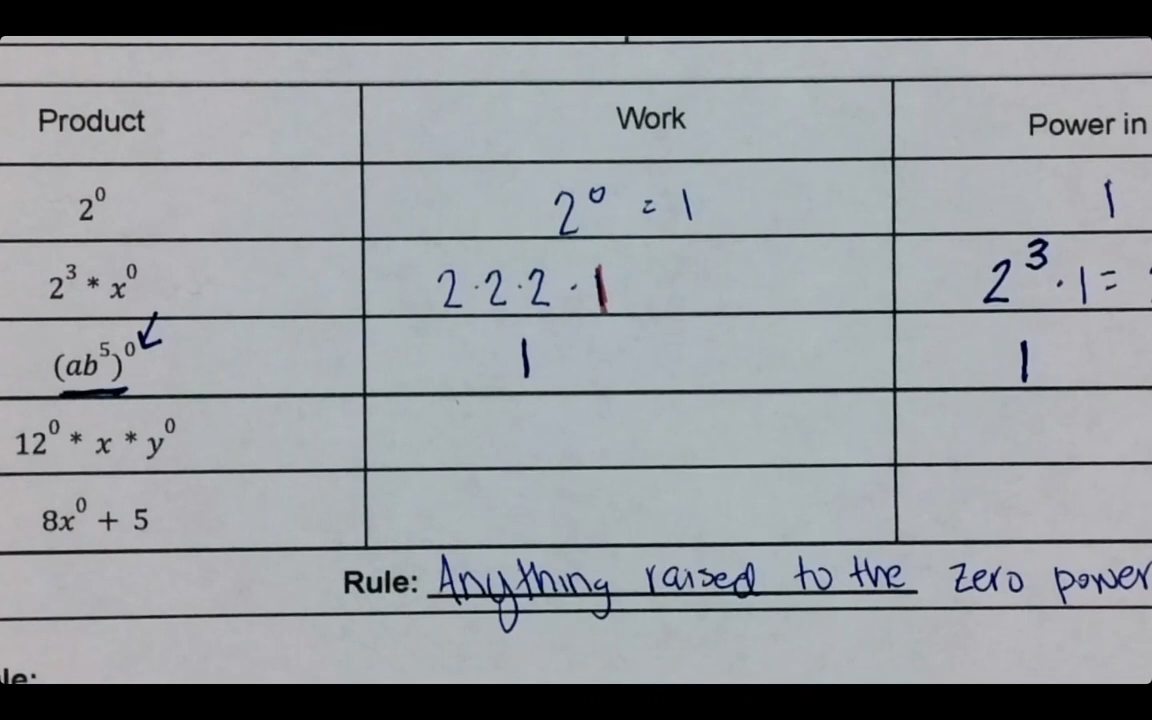 Product Work Power in
2⁰ 2⁰ = 1 1
2³ * x⁰ 2·2·2·1 2³·1=
(ab⁵)⁰ 1 1
12⁰ * x * y⁰
8x⁰ + 5
Rule: Anything raised to the zero power